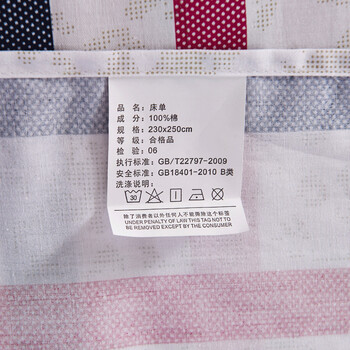 品　名：床单
成　分：100%棉
规　格：230x250cm
等　级：合格品
检　验：06
执行标准：GB/T22797-2009
安全标准：GB18401-2010 B类
洗涤说明：
30
除了消费者以外任何人不能撕毁这个标签
UNDER PENALTY OF LAW THIS TAG NOT TO
BE REMOVED EXCEPT BY THE CONSUMER